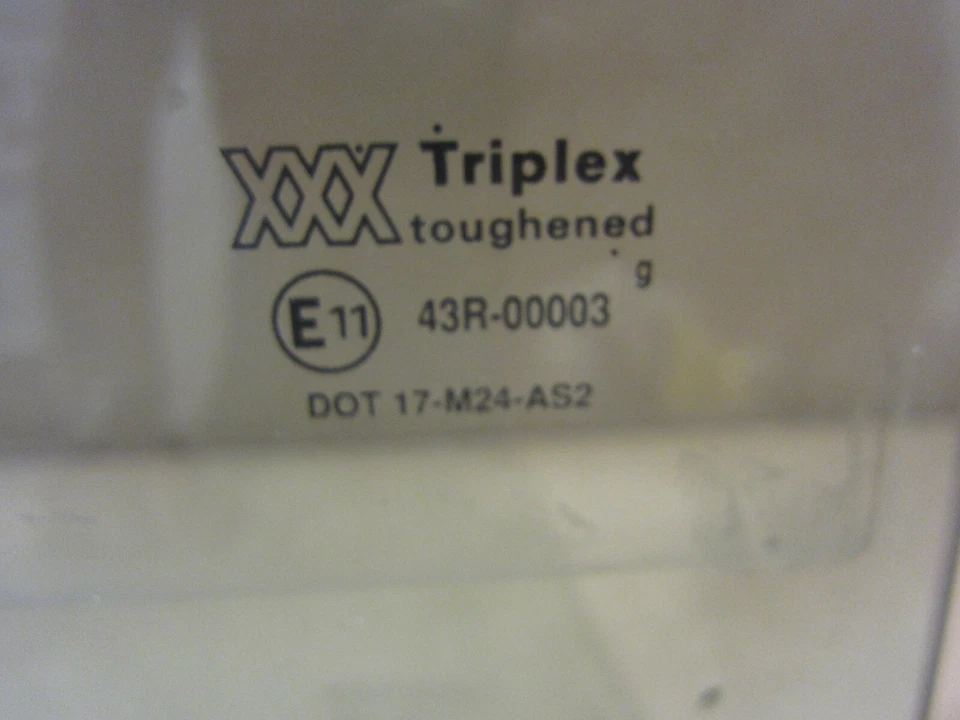 XXX Triplex
toughened
g
E11 43R-00003
DOT 17-M24-AS2